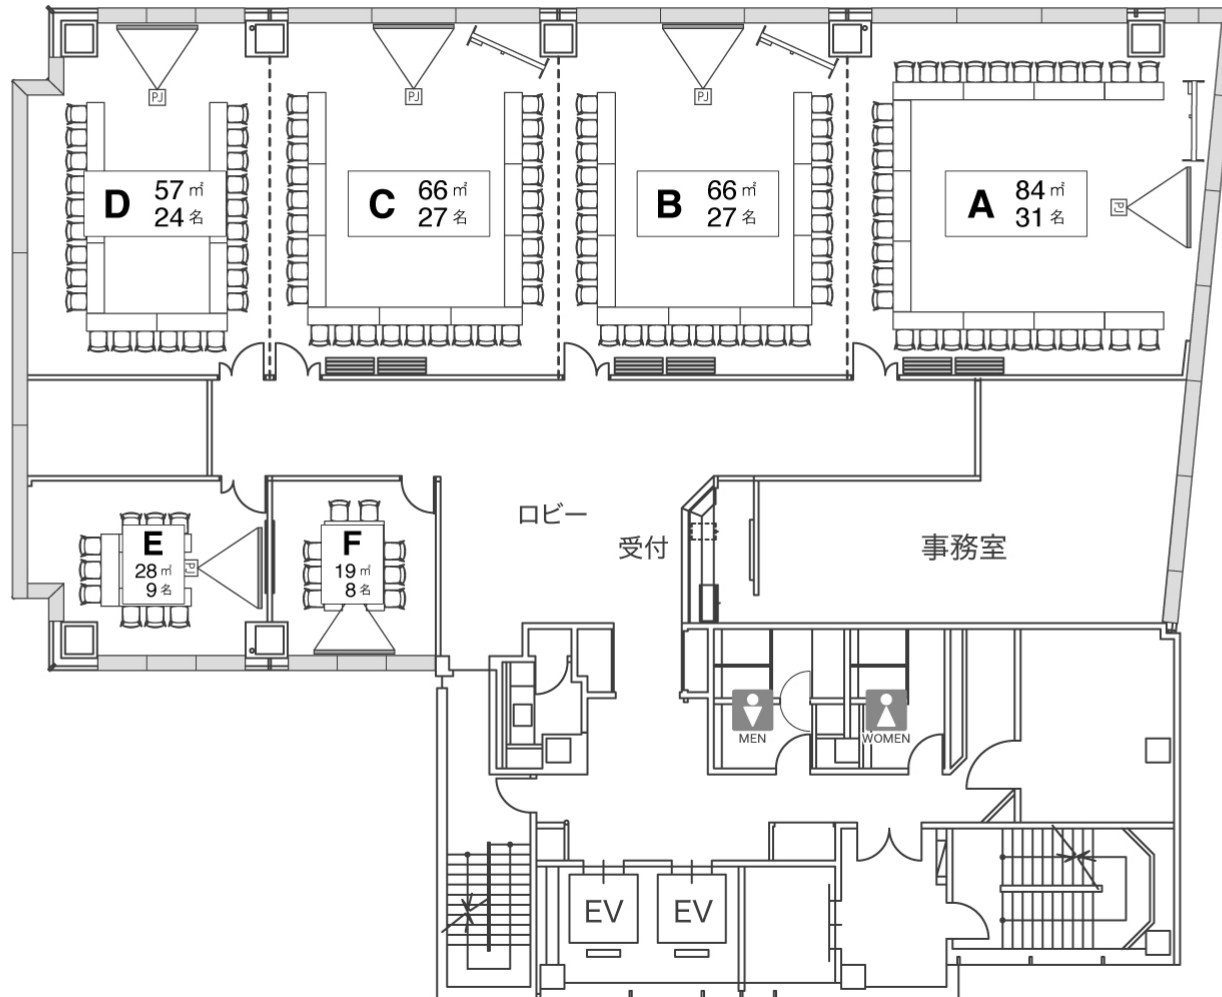 PJ
PJ
PJ
D 57㎡
24名
C 66㎡
27名
B 66㎡
27名
A 84㎡
31名
PJ
ロビー
受付
事務室
E
28㎡
9名
PJ
F
19㎡
8名
MEN
WOMEN
EV
EV